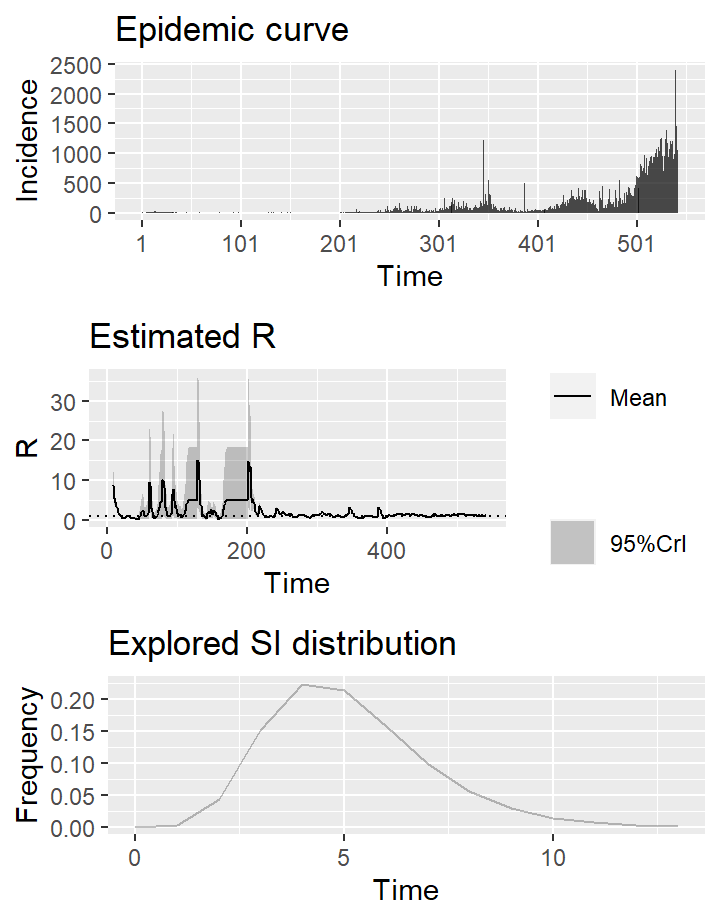 Epidemic curve
Incidence
2500
2000
1500
1000
500
0
1 101 201 301 401 501
Time
Estimated R
R
30
20
10
0
0 200 400
Time
Mean
95%CrI
Explored SI distribution
Frequency
0.20
0.15
0.10
0.05
0.00
0 5 10
Time